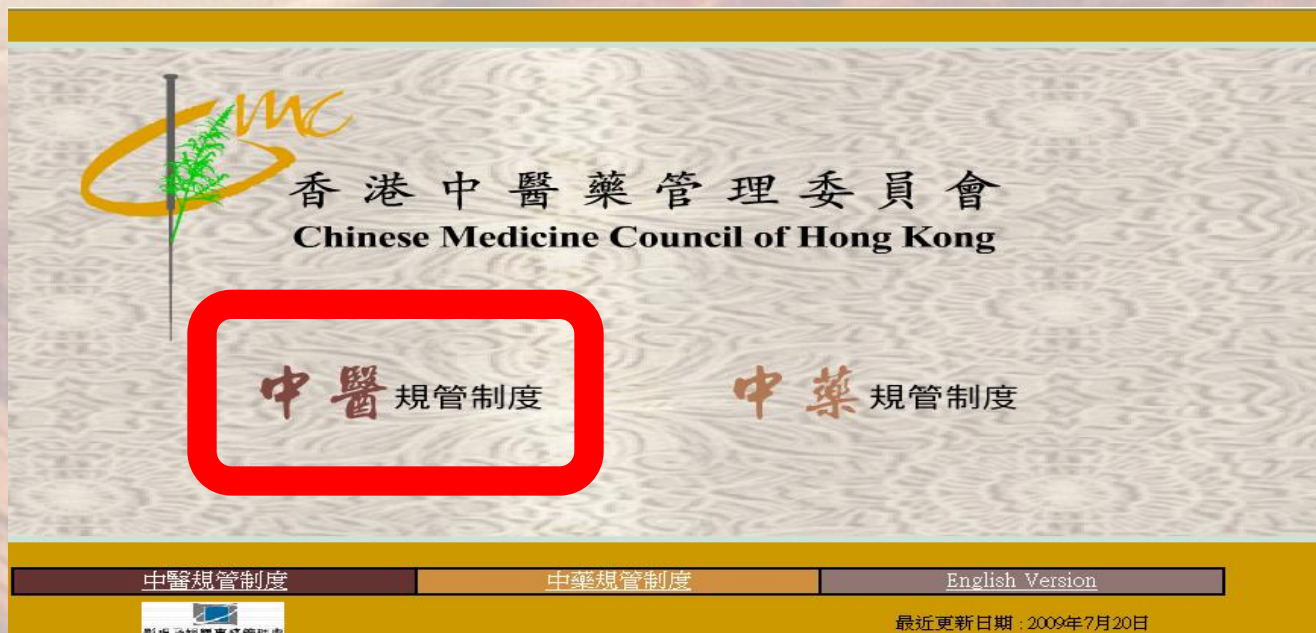 CMC
香港中醫藥管理委員會
Chinese Medicine Council of Hong Kong
中醫規管制度
中藥規管制度
中醫規管制度
中藥規管制度
English Version
最近更新日期 : 2009年7月20日